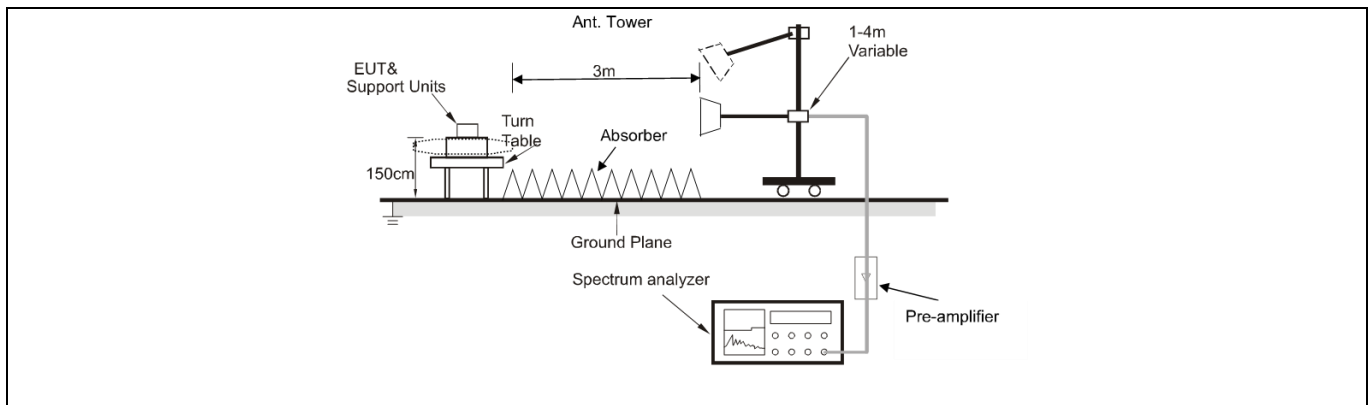 Ant. Tower
1-4m
Variable
3m
EUT&
Support Units
Turn
Table
Absorber
150cm
Ground Plane
Spectrum analyzer
Pre-amplifier